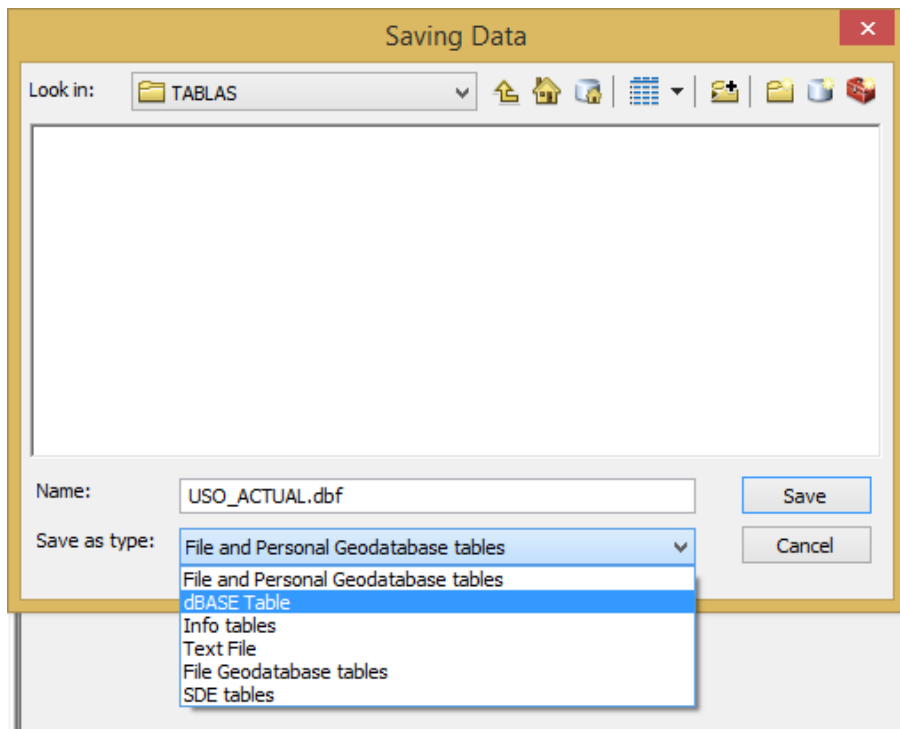 Saving Data
Look in: TABLAS
Name: USO_ACTUAL.dbf Save
Save as type: File and Personal Geodatabase tables Cancel
File and Personal Geodatabase tables
dBASE Table
Info tables
Text File
File Geodatabase tables
SDE tables